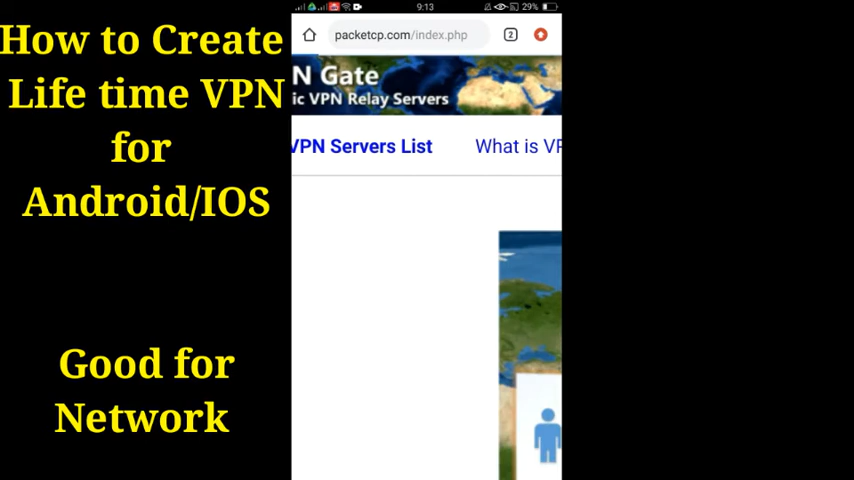 How to Create
Life time VPN
for
Android/IOS
Good for
Network
9:13
29%
packetcp.com/index.php
2
N Gate
ic VPN Relay Servers
VPN Servers List
What is VP